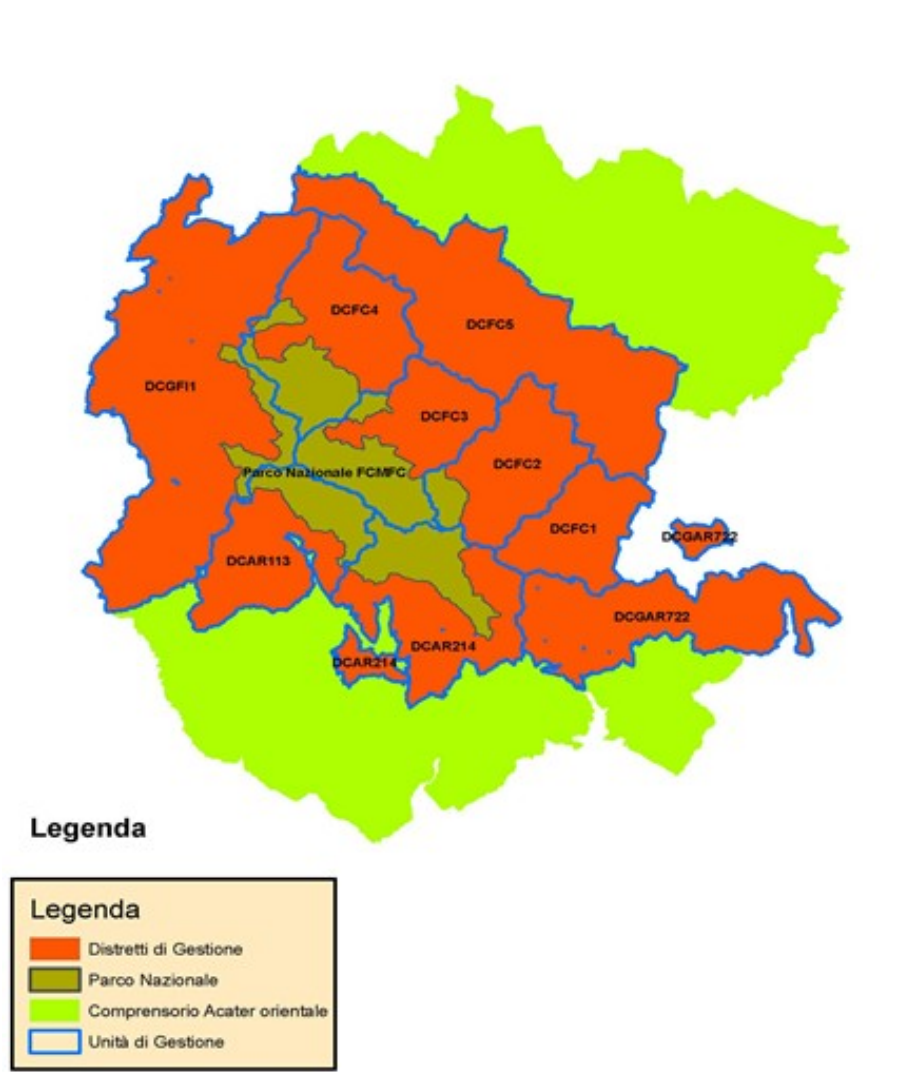 DCFC4
DCFC5
DCGFI1
DCFC3
DCFC2
Parco Nazionale FCMFC
DCFC1
DCGAR722
DCAR113
DCGAR722
DCAR214
DCAR214
Legenda
Legenda
Distretti di Gestione
Parco Nazionale
Comprensorio Acater orientale
Unità di Gestione